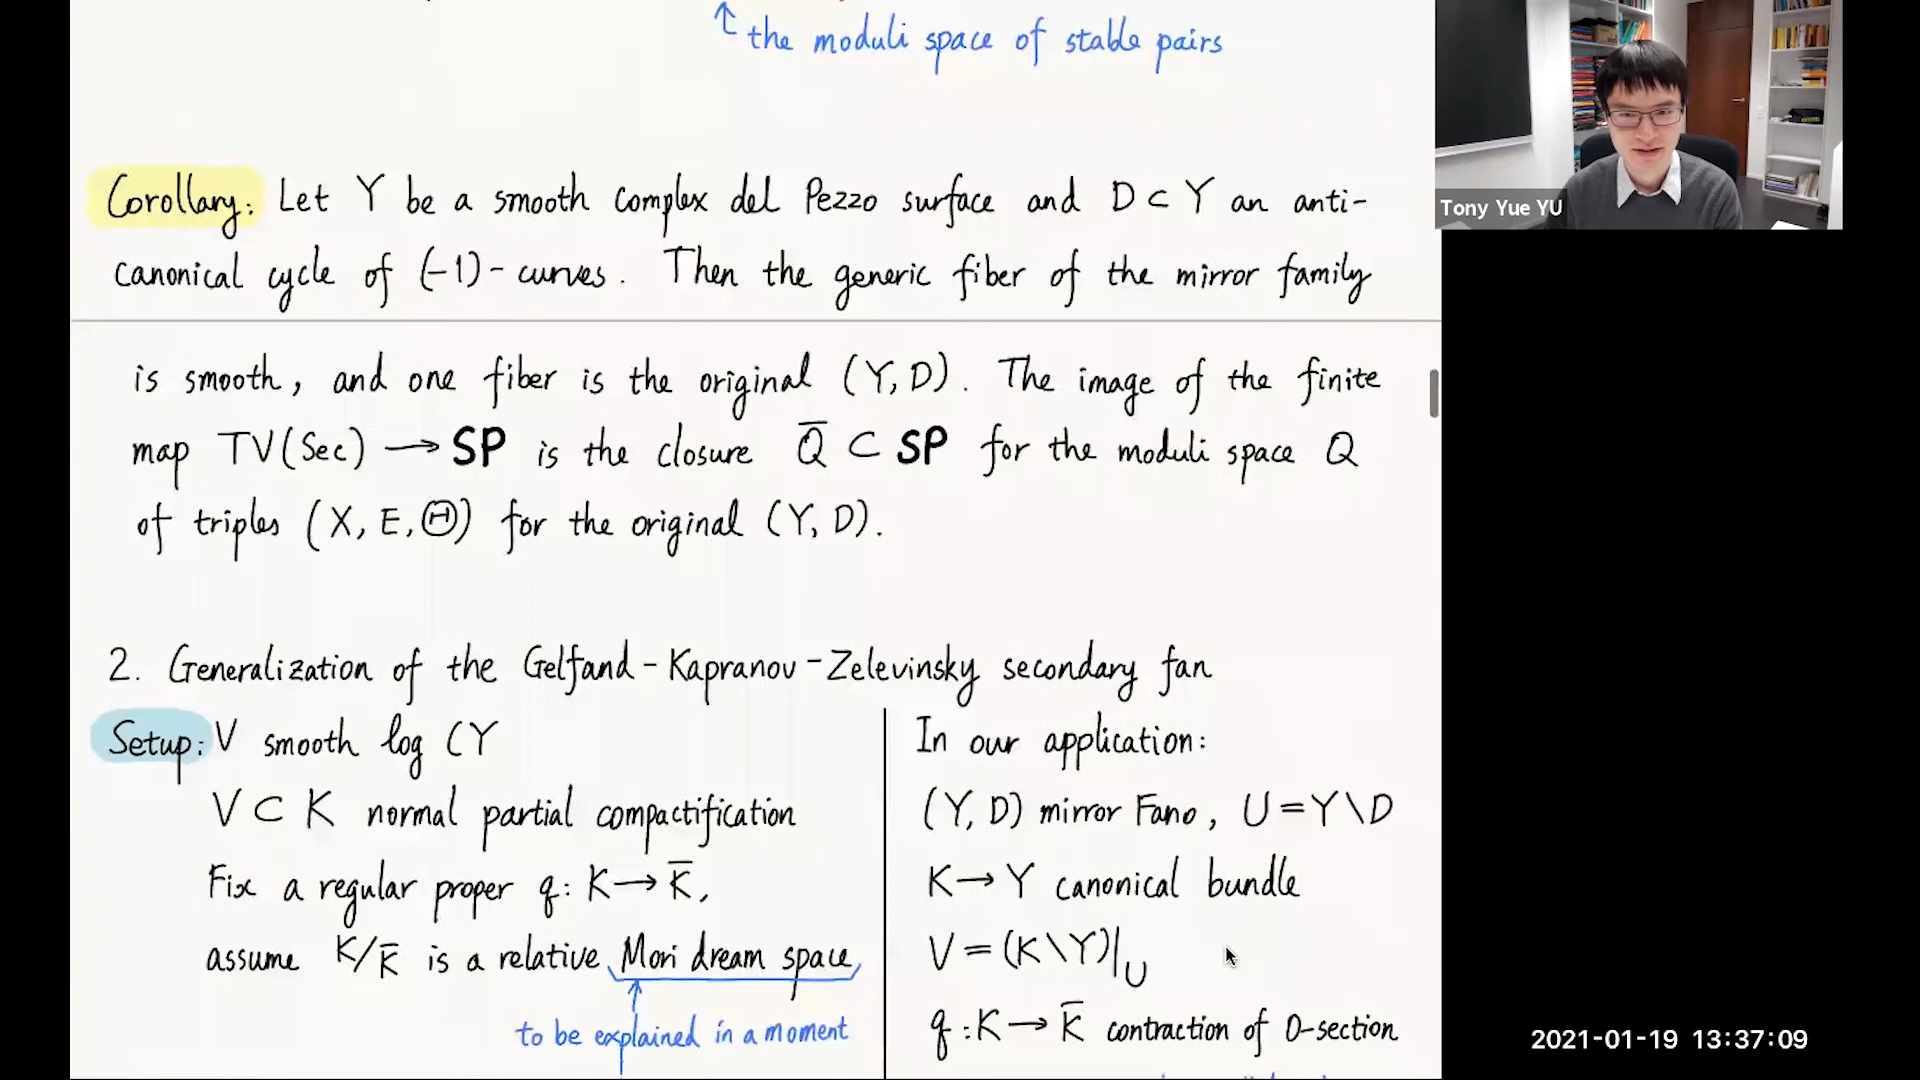 the moduli space of stable pairs
Corollary: Let Y be a smooth complex del Pezzo surface and D ⊂ Y an anti-
canonical cycle of (-1)-curves. Then the generic fiber of the mirror family
is smooth, and one fiber is the original (Y, D). The image of the finite
map TV(Sec) → SP is the closure Q̄ ⊂ SP for the moduli space Q
of triples (X, E, Θ) for the original (Y, D).
2. Generalization of the Gelfand-Kapranov-Zelevinsky secondary fan
Setup: V smooth log CY
V ⊂ K normal partial compactification
Fix a regular proper q: K → K̄,
assume K/K̄ is a relative Mori dream space
to be explained in a moment
In our application:
(Y, D) mirror Fano, U = Y \ D
K → Y canonical bundle
V = (K \ Y)|U
q: K → K̄ contraction of 0-section
Tony Yue YU
2021-01-19 13:37:09